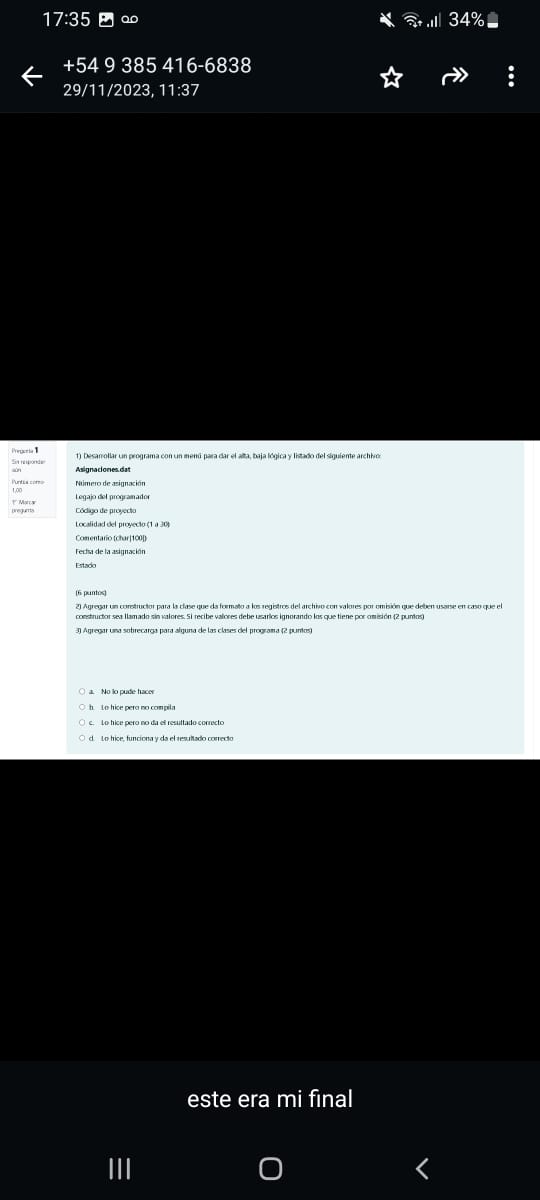 17:35
34%
+54 9 385 416-6838
29/11/2023, 11:37
Pregunta 1
Sin responder
aún
Puntúa como
1,00
Marcar
pregunta
1) Desarrollar un programa con un menú para dar el alta, baja lógica y listado del siguiente archivo:
Asignaciones.dat
Número de asignación
Legajo del programador
Código de proyecto
Localidad del proyecto (1 a 30)
Comentario (char[100])
Fecha de la asignación
Estado
(6 puntos)
2) Agregar un constructor para la clase que da formato a los registros del archivo con valores por omisión que deben usarse en caso que el
constructor sea llamado sin valores. Si recibe valores debe usarlos ignorando los que tiene por omisión (2 puntos)
3) Agregar una sobrecarga para alguna de las clases del programa (2 puntos)
a. No lo pude hacer
b. Lo hice pero no compila
c. Lo hice pero no da el resultado correcto
d. Lo hice, funciona y da el resultado correcto
este era mi final